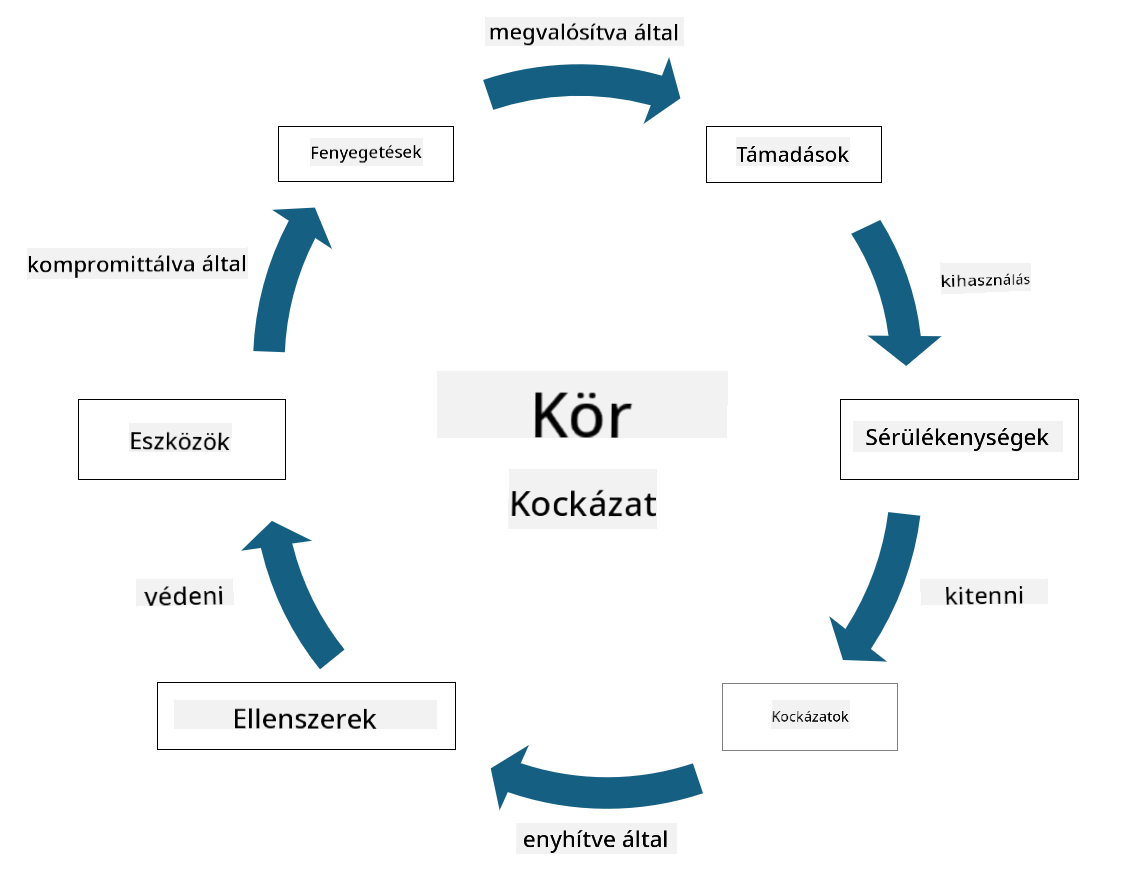 megvalósítva által
Fenyegetések
Támadások
kompromittálva által
kihasználás
Kör
Kockázat
Eszközök
Sérülékenységek
védeni
kitenni
Ellenszerek
Kockázatok
enyhítve által